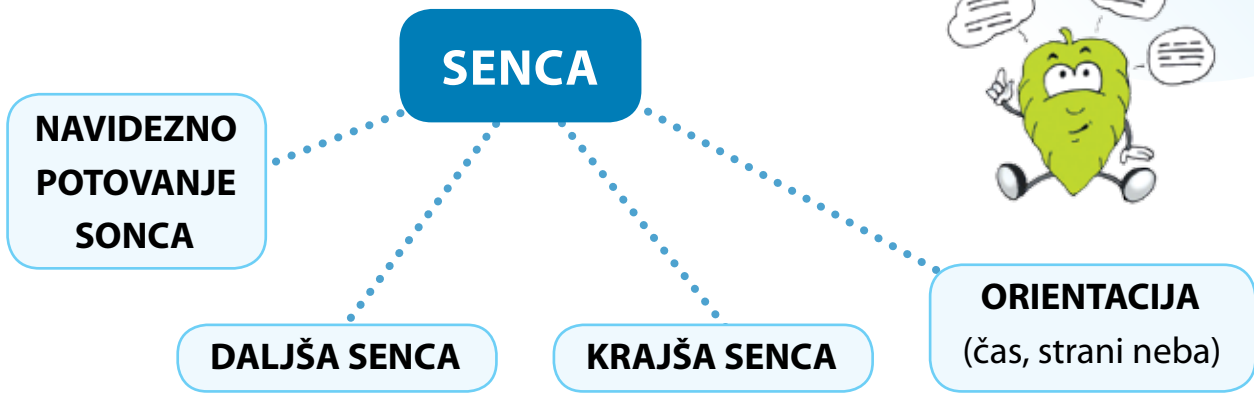 SENCA
NAVIDEZNO
POTOVANJE
SONCA
DALJŠA SENCA
KRAJŠA SENCA
ORIENTACIJA
(čas, strani neba)